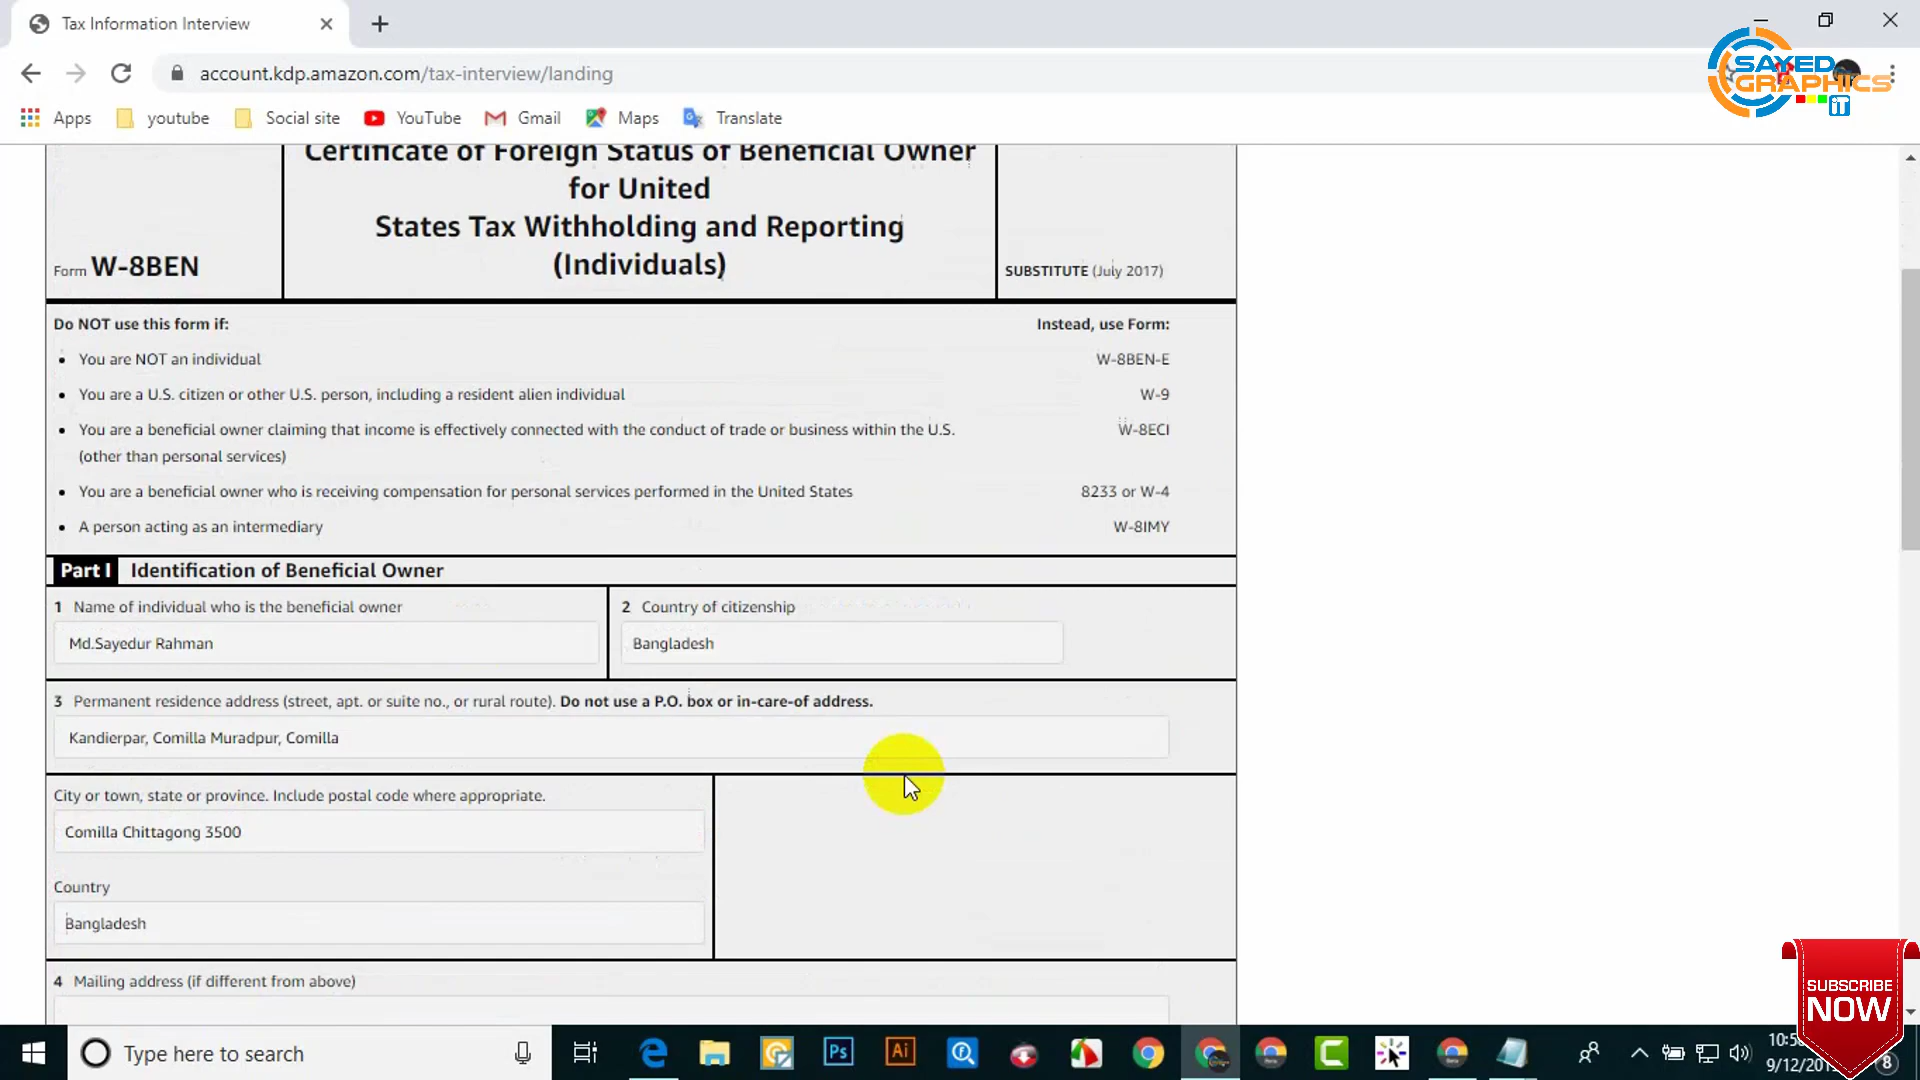 Tax Information Interview
account.kdp.amazon.com/tax-interview/landing
SAYED
GRAPHICS
iT
Apps youtube Social site YouTube Gmail Maps Translate
Certificate of Foreign Status of Beneficial Owner
for United
States Tax Withholding and Reporting
(Individuals)
Form W-8BEN
SUBSTITUTE (July 2017)
Do NOT use this form if: Instead, use Form:
• You are NOT an individual W-8BEN-E
• You are a U.S. citizen or other U.S. person, including a resident alien individual W-9
• You are a beneficial owner claiming that income is effectively connected with the conduct of trade or business within the U.S. W-8ECI
(other than personal services)
• You are a beneficial owner who is receiving compensation for personal services performed in the United States 8233 or W-4
• A person acting as an intermediary W-8IMY
Part I Identification of Beneficial Owner
1 Name of individual who is the beneficial owner 2 Country of citizenship
Md.Sayedur Rahman Bangladesh
3 Permanent residence address (street, apt. or suite no., or rural route). Do not use a P.O. box or in-care-of address.
Kandierpar, Comilla Muradpur, Comilla
City or town, state or province. Include postal code where appropriate.
Comilla Chittagong 3500
Country
Bangladesh
4 Mailing address (if different from above)
SUBSCRIBE
NOW
Type here to search
Ps
Ai
8